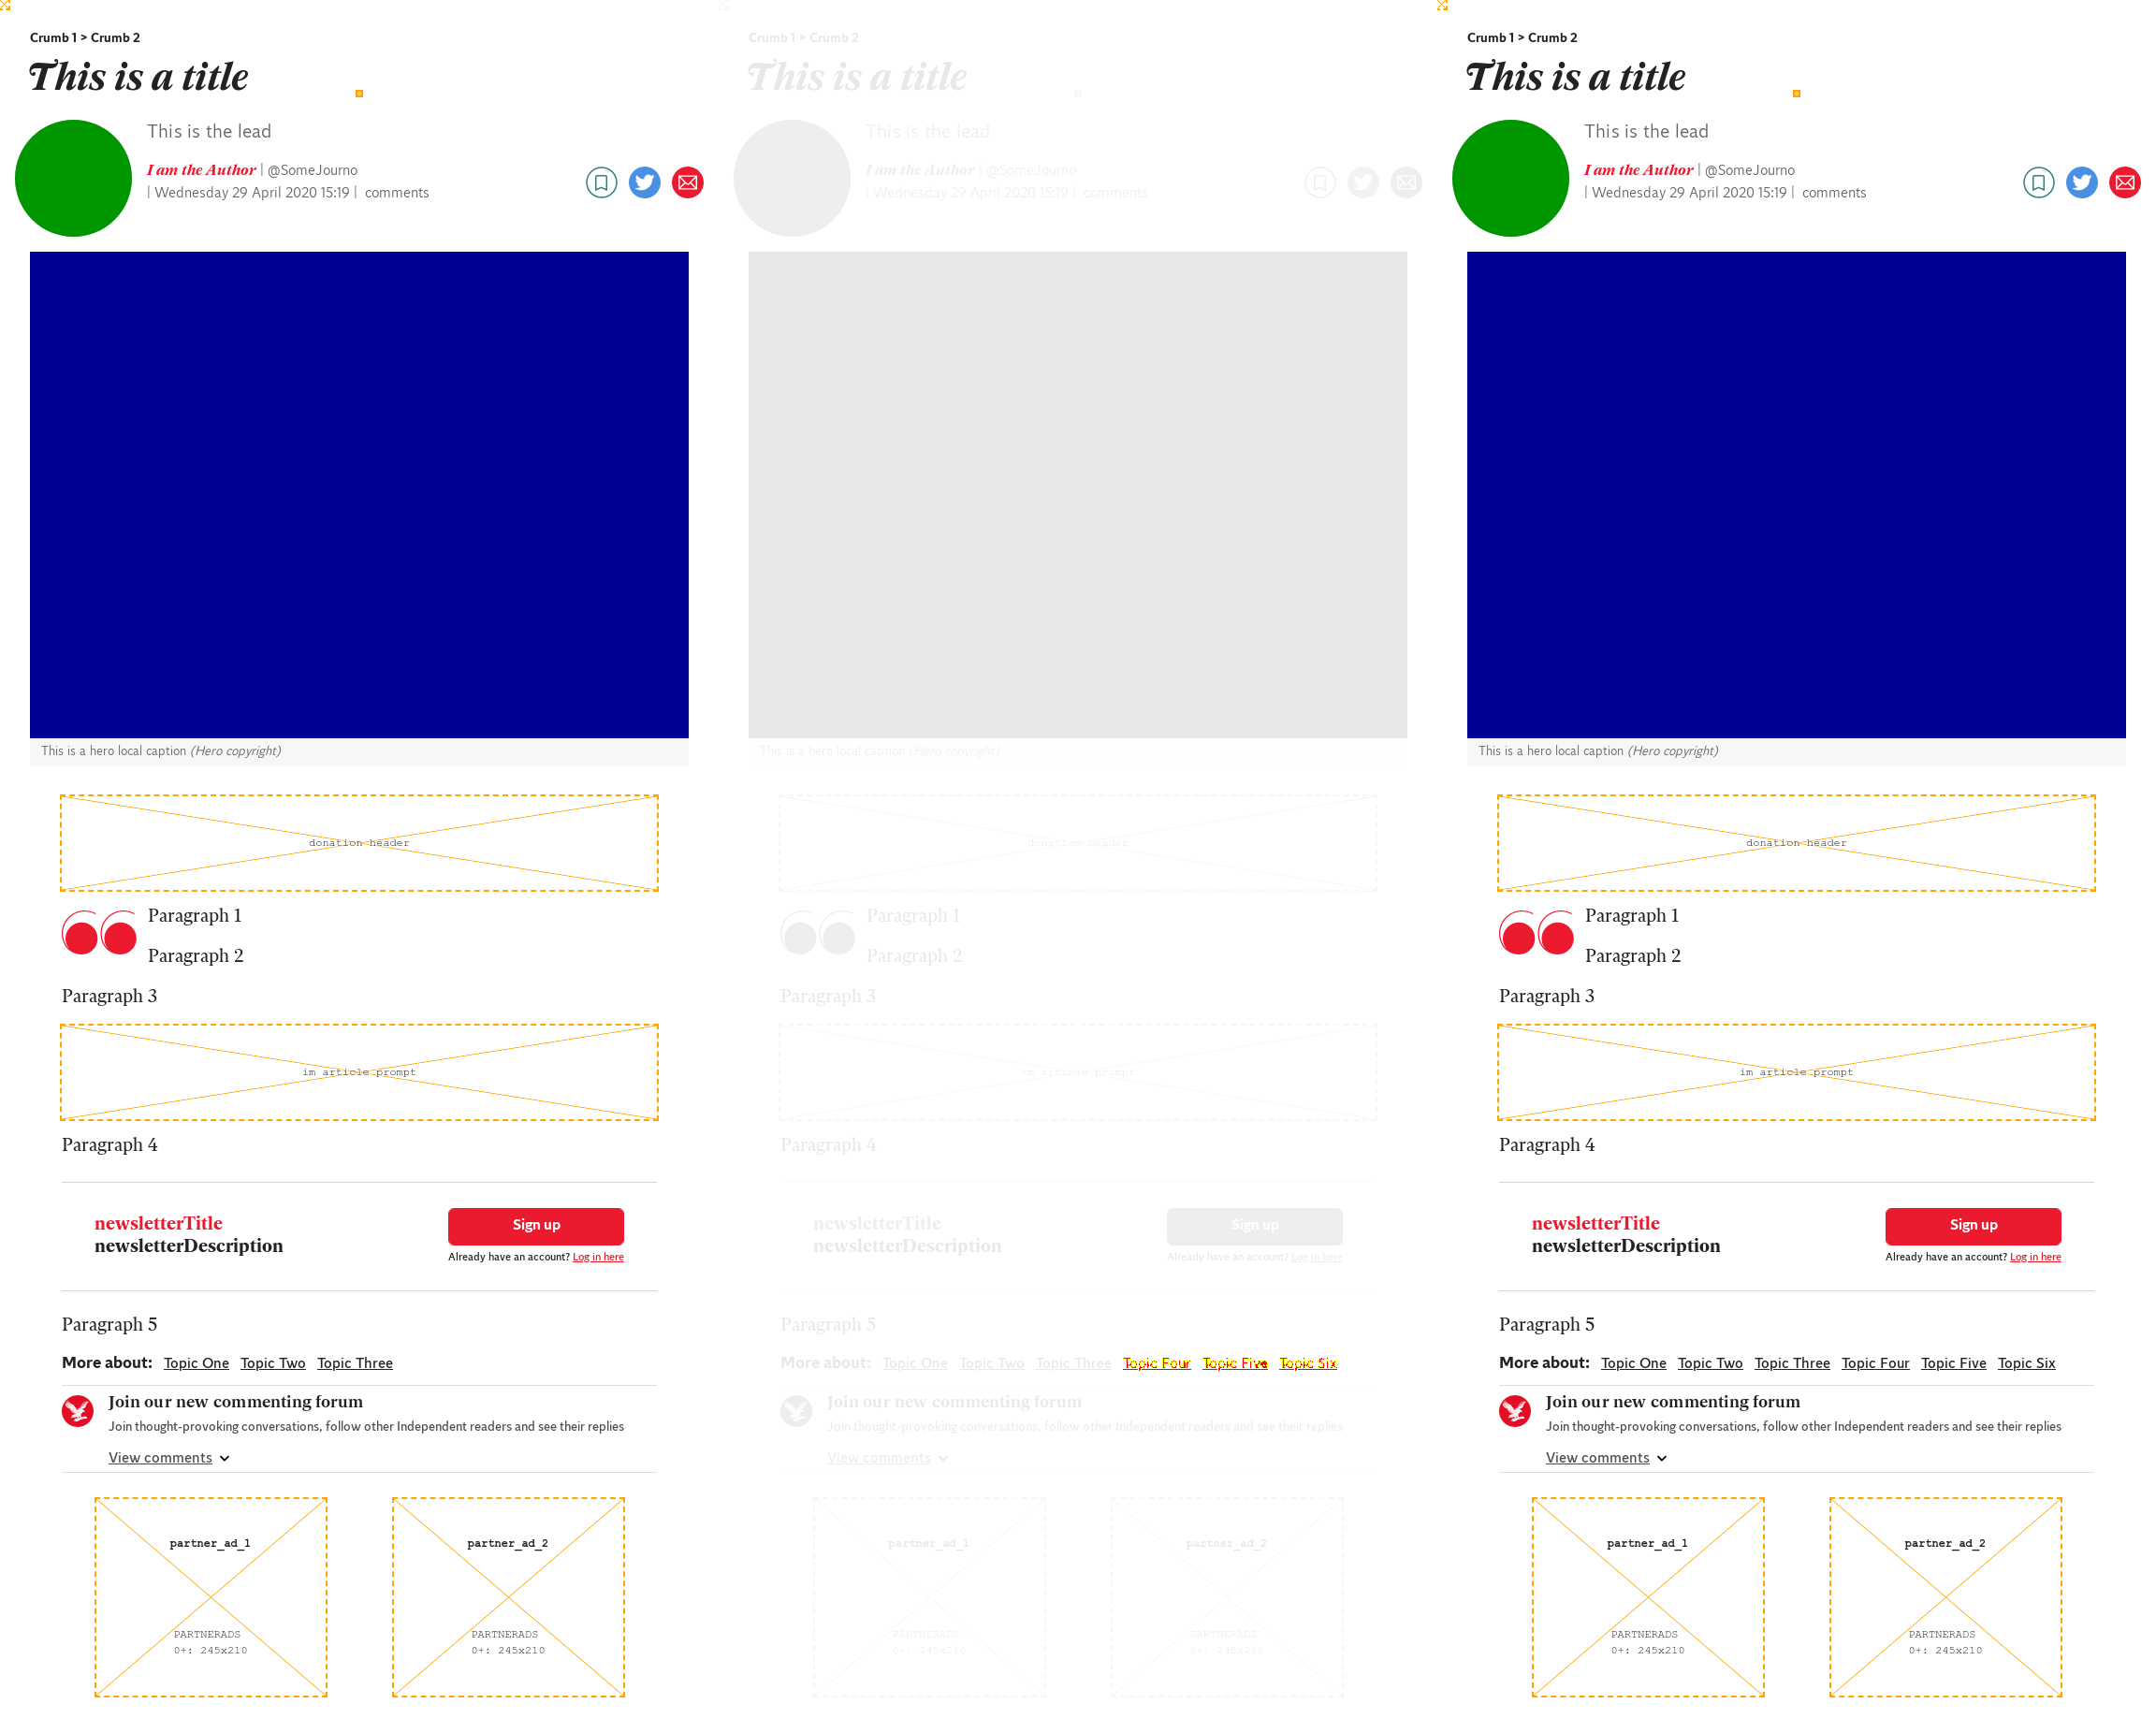 Crumb 1 > Crumb 2
This is a title
This is the lead
I am the Author | @SomeJourno
| Wednesday 29 April 2020 15:19 | comments
This is a hero local caption (Hero copyright)
donation-header
Paragraph 1
Paragraph 2
Paragraph 3
im article prompt
Paragraph 4
newsletterTitle
newsletterDescription
Sign up
Already have an account? Log in here
Paragraph 5
More about: Topic One Topic Two Topic Three
Join our new commenting forum
Join thought-provoking conversations, follow other Independent readers and see their replies
View comments
partner_ad_1
PARTNERADS
0+: 245x210
partner_ad_2
PARTNERADS
0+: 245x210
Crumb 1 > Crumb 2
This is a title
This is the lead
I am the Author | @SomeJourno
| Wednesday 29 April 2020 15:19 | comments
This is a hero local caption (Hero copyright)
donation-header
Paragraph 1
Paragraph 2
Paragraph 3
im article prompt
Paragraph 4
newsletterTitle
newsletterDescription
Sign up
Already have an account? Log in here
Paragraph 5
More about: Topic One Topic Two Topic Three Topic Four Topic Five Topic Six
Join our new commenting forum
Join thought-provoking conversations, follow other Independent readers and see their replies
View comments
partner_ad_1
PARTNERADS
0+: 245x210
partner_ad_2
PARTNERADS
0+: 245x210
Crumb 1 > Crumb 2
This is a title
This is the lead
I am the Author | @SomeJourno
| Wednesday 29 April 2020 15:19 | comments
This is a hero local caption (Hero copyright)
donation-header
Paragraph 1
Paragraph 2
Paragraph 3
im article prompt
Paragraph 4
newsletterTitle
newsletterDescription
Sign up
Already have an account? Log in here
Paragraph 5
More about: Topic One Topic Two Topic Three Topic Four Topic Five Topic Six
Join our new commenting forum
Join thought-provoking conversations, follow other Independent readers and see their replies
View comments
partner_ad_1
PARTNERADS
0+: 245x210
partner_ad_2
PARTNERADS
0+: 245x210